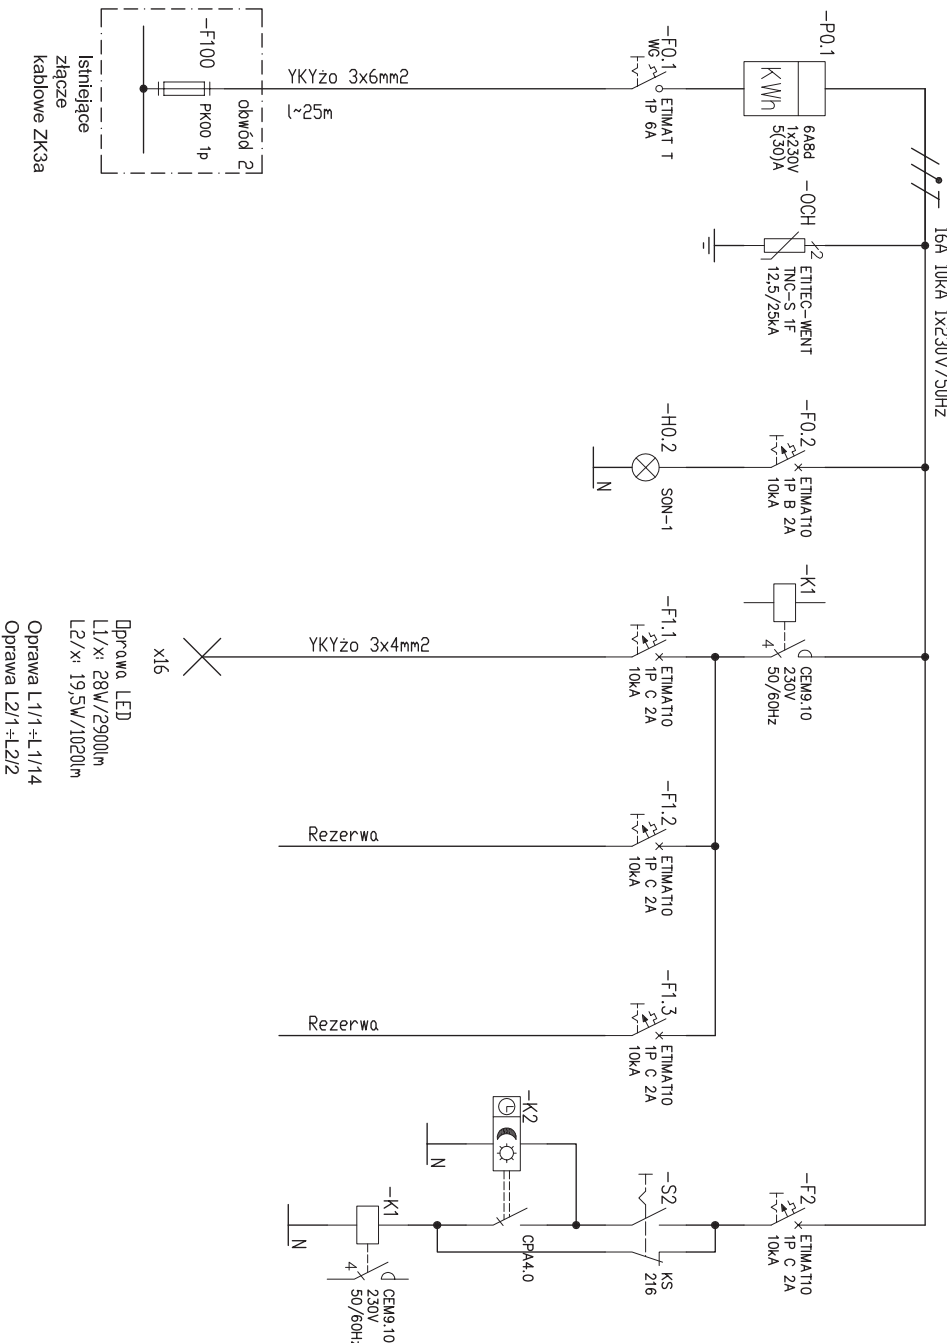 -F100
PK00 1p
obwód 2
Istniejące
złącze
kablowe ZK3a
YKYżo 3x6mm2
l~25m
-F0.1
WG
ETIMAT T
1P 6A
-P0.1
KWh
6A8d
1x230V
5(30)A
16A 10kA 1x230V/50Hz
-OCH
2
ETITEC-WENT
TNC-S 1F
12,5/25kA
-F0.2
ETIMAT10
1P B 2A
10kA
-H0.2
SON-1
N
-K1
4
CEM9.10
230V
50/60Hz
-F1.1
ETIMAT10
1P C 2A
10kA
YKYżo 3x4mm2
x16
Oprawa LED
L1/x: 28W/2900lm
L2/x: 19,5W/1020lm
Oprawa L1/1÷L1/14
Oprawa L2/1÷L2/2
-F1.2
ETIMAT10
1P C 2A
10kA
Rezerwa
-F1.3
ETIMAT10
1P C 2A
10kA
Rezerwa
-F2
ETIMAT10
1P C 2A
10kA
-S2
KS
216
-K2
CPA4.0
N
-K1
4
CEM9.10
230V
50/60Hz
N